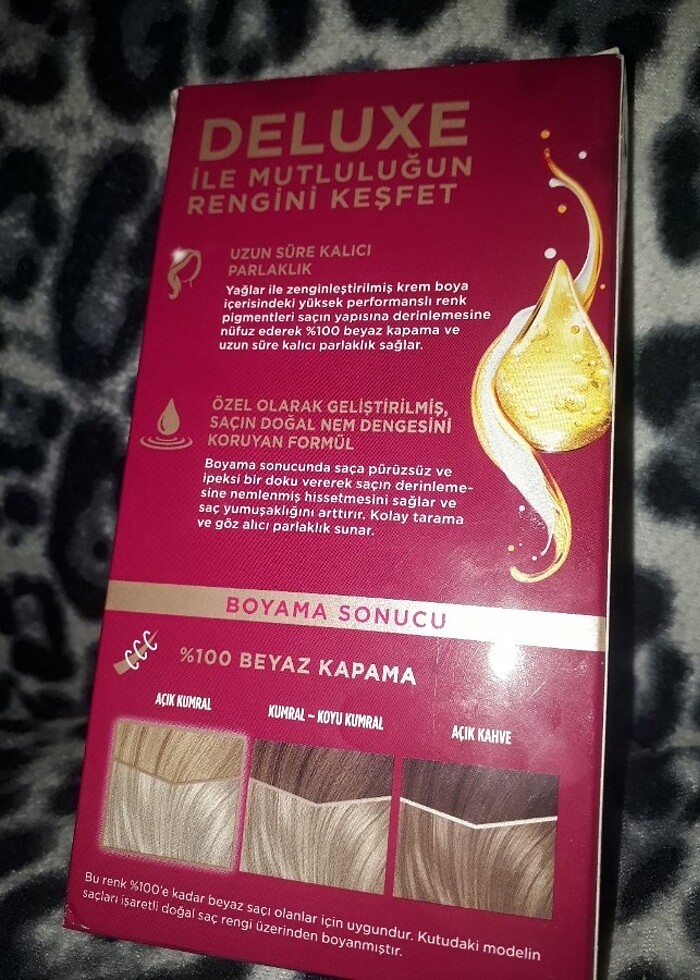 DELUXE
İLE MUTLULUĞUN
RENGİNİ KEŞFET
UZUN SÜRE KALICI
PARLAKLIK
Yağlar ile zenginleştirilmiş krem boya
içerisindeki yüksek performanslı renk
pigmentleri saçın yapısına derinlemesine
nüfuz ederek %100 beyaz kapama ve
uzun süre kalıcı parlaklık sağlar.
ÖZEL OLARAK GELİŞTİRİLMİŞ,
SAÇIN DOĞAL NEM DENGESİNİ
KORUYAN FORMÜL
Boyama sonucunda saça pürüzsüz ve
ipeksi bir doku vererek saçın derinleme-
sine nemlenmiş hissetmesini sağlar ve
saç yumuşaklığını arttırır. Kolay tarama
ve göz alıcı parlaklık sunar.
BOYAMA SONUCU
%100 BEYAZ KAPAMA
AÇIK KUMRAL
KUMRAL – KOYU KUMRAL
AÇIK KAHVE
Bu renk %100'e kadar beyaz saçı olanlar için uygundur. Kutudaki modelin
saçları işaretli doğal saç rengi üzerinden boyanmıştır.